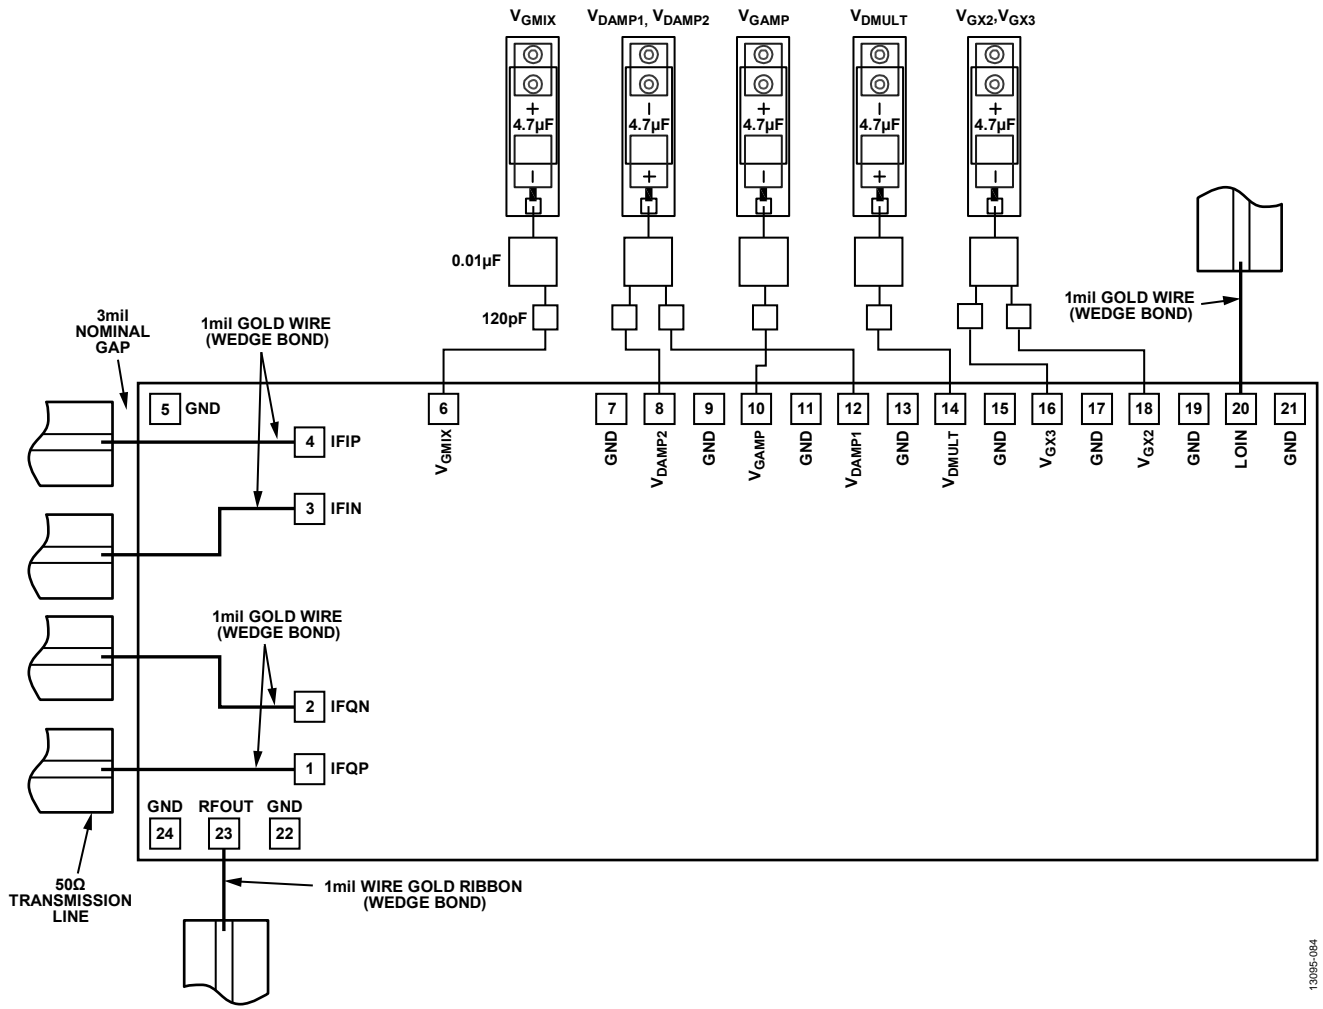 VGMIX
VDAMP1, VDAMP2
VGAMP
VDMULT
VGX2,VGX3
+
4.7µF
–
–
4.7µF
+
+
4.7µF
–
–
4.7µF
+
+
4.7µF
–
0.01µF
120pF
1mil GOLD WIRE
(WEDGE BOND)
3mil
NOMINAL
GAP
1mil GOLD WIRE
(WEDGE BOND)
5 GND
4 IFIP
3 IFIN
6
VGMIX
7
GND
8
VDAMP2
9
GND
10
VGAMP
11
GND
12
VDAMP1
13
GND
14
VDMULT
15
GND
16
VGX3
17
GND
18
VGX2
19
GND
20
LOIN
21
GND
1mil GOLD WIRE
(WEDGE BOND)
2 IFQN
1 IFQP
GND
24
RFOUT
23
GND
22
50Ω
TRANSMISSION
LINE
1mil WIRE GOLD RIBBON
(WEDGE BOND)
13095-084